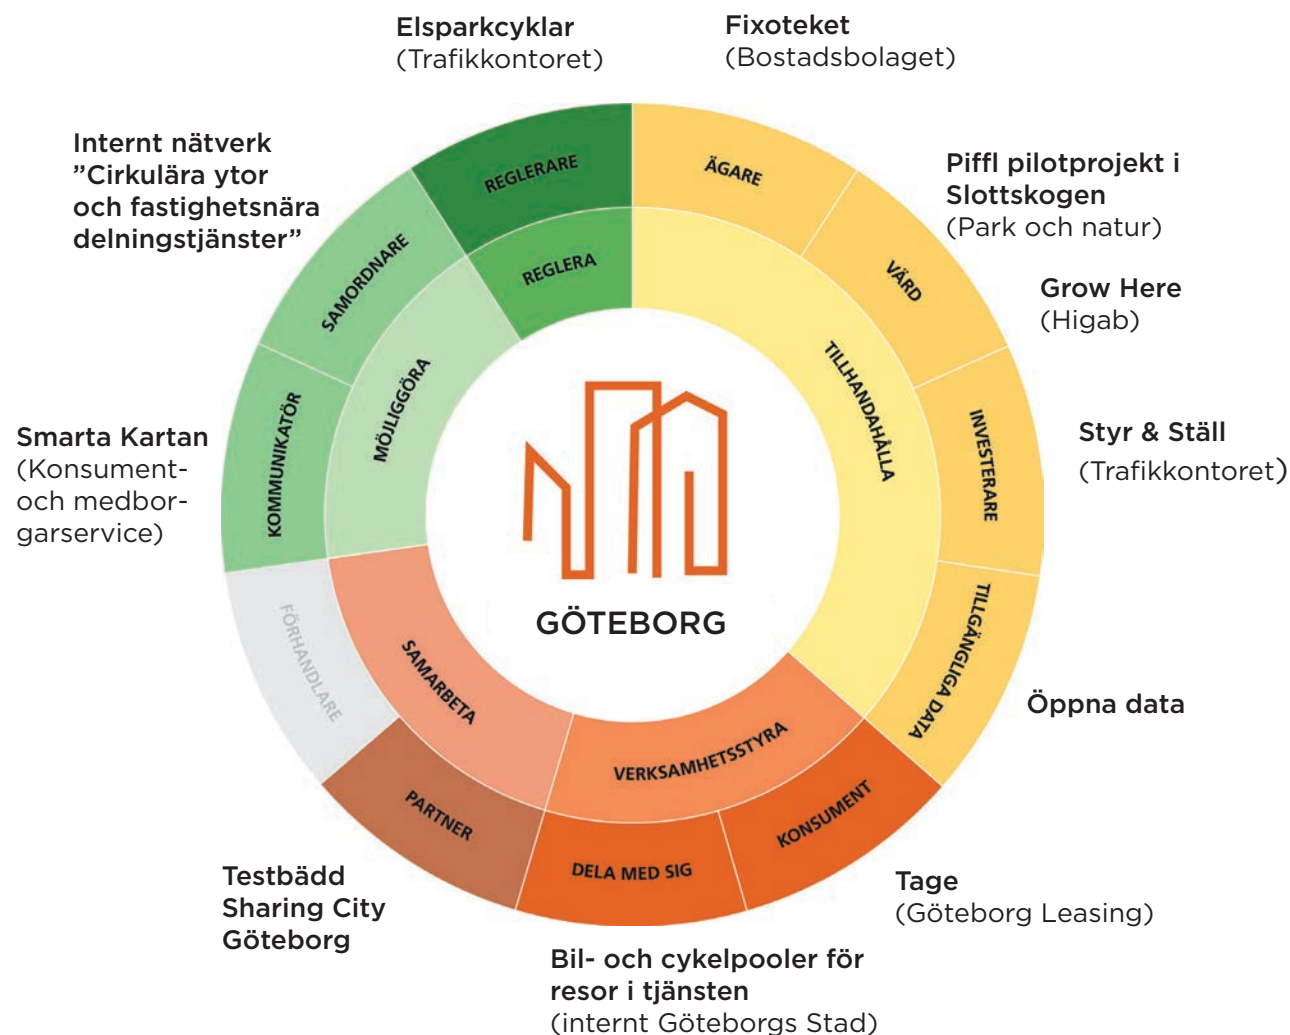 Elsparkcyklar
(Trafikkontoret)
Fixoteket
(Bostadsbolaget)
Internt nätverk
”Cirkulära ytor
och fastighetsnära
delningstjänster”
Piffl pilotprojekt i
Slottskogen
(Park och natur)
Grow Here
(Higab)
Smarta Kartan
(Konsument-
och medbor-
garservice)
Styr & Ställ
(Trafikkontoret)
Öppna data
Testbädd
Sharing City
Göteborg
Tage
(Göteborg Leasing)
Bil- och cykelpooler för
resor i tjänsten
(internt Göteborgs Stad)
REGLERARE
ÄGARE
VÄRD
INVESTERARE
TILLGÄNGLIGA DATA
KONSUMENT
DELA MED SIG
PARTNER
FÖRHANDLARE
KOMMUNIKATÖR
SAMORDNARE
REGLERA
TILLHANDAHÅLLA
VERKSAMHETSSTYRA
SAMARBETA
MÖJLIGGÖRA
GÖTEBORG